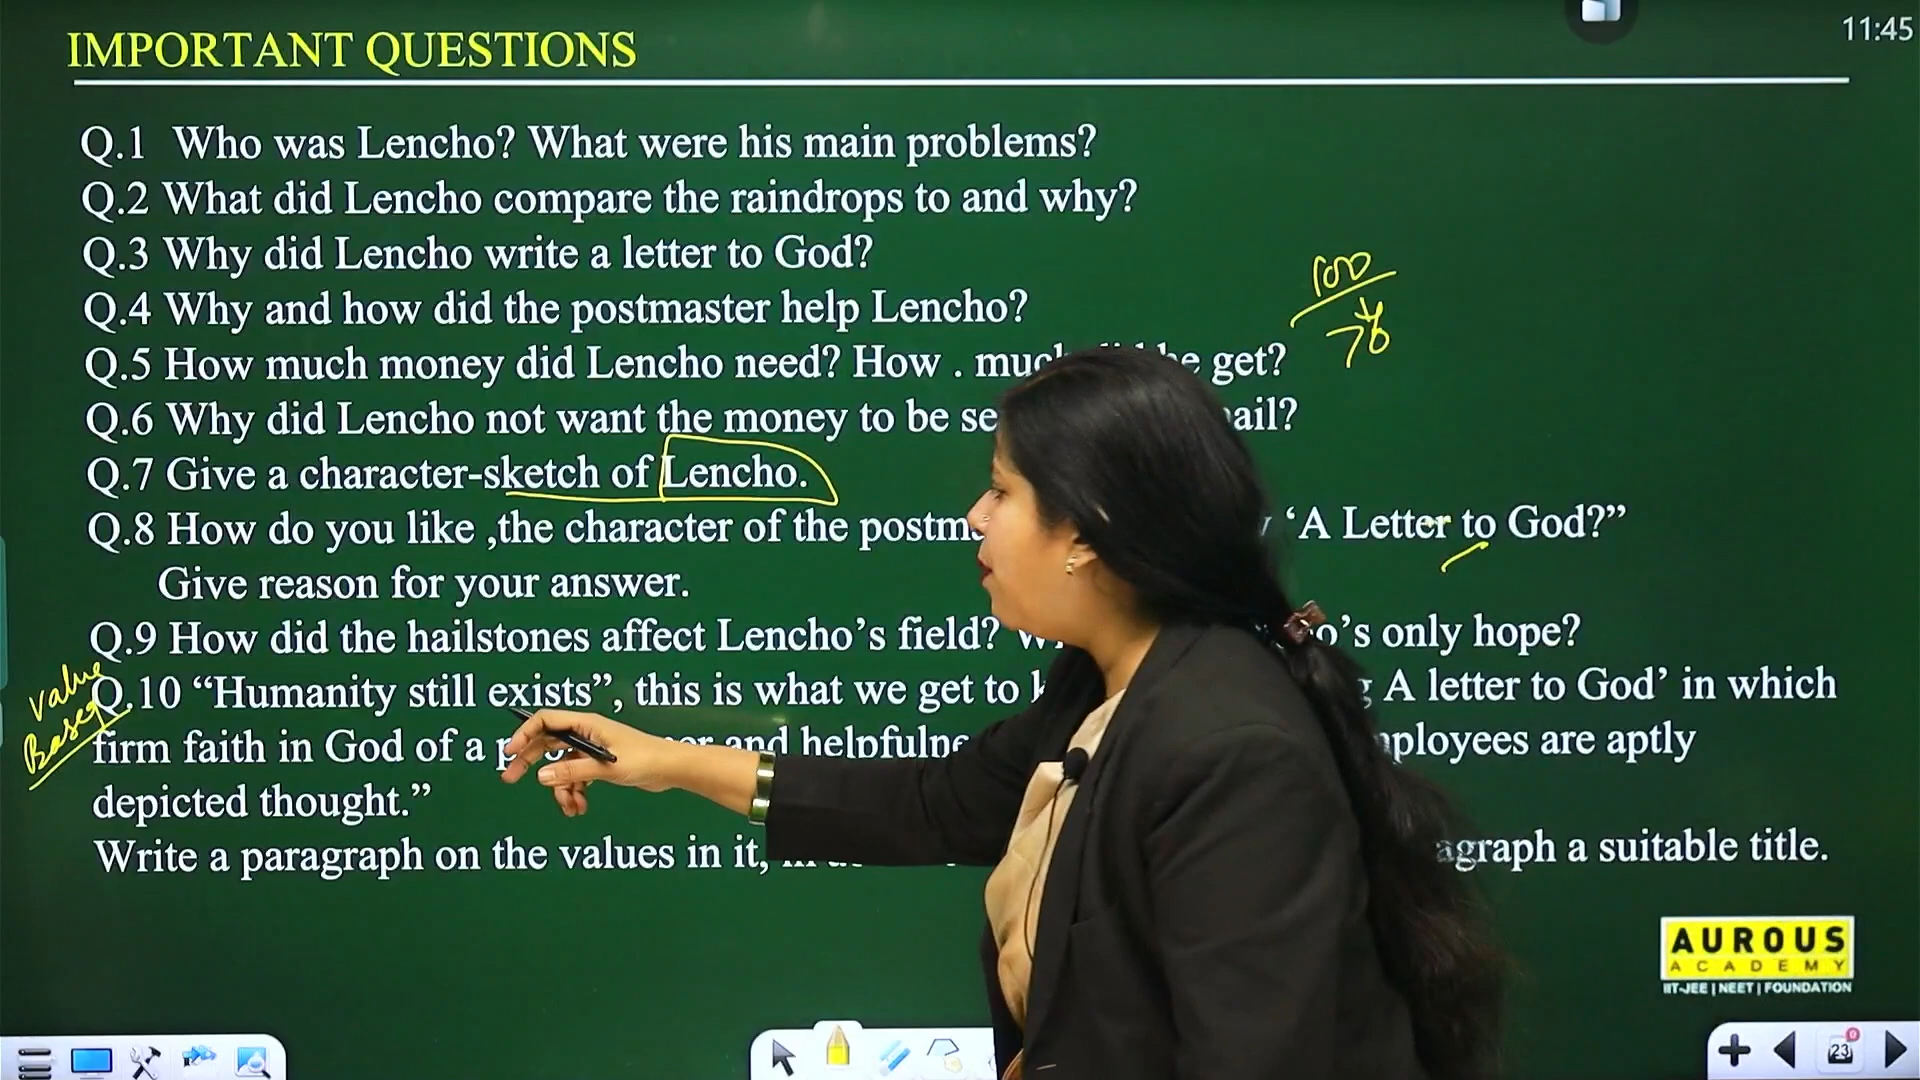 IMPORTANT QUESTIONS
11:45
Q.1 Who was Lencho? What were his main problems?
Q.2 What did Lencho compare the raindrops to and why?
Q.3 Why did Lencho write a letter to God?
100
Q.4 Why and how did the postmaster help Lencho?
70
Q.5 How much money did Lencho need? How . much did he get?
Q.6 Why did Lencho not want the money to be
Q.7 Give a character-sketch of Lencho.
Q.8 How do you like ,the character of the ‘A Letter to God?”
Give reason for your answer.
Q.9 How did the hailstones affect Lencho’s field? only hope?
Value
Based
Q.10 “Humanity still exists”, this is what we get to A letter to God’ in which
firm faith in God of a and are aptly
depicted thought.”
Write a paragraph on the values in it, a suitable title.
AUROUS
ACADEMY
IIT-JEE | NEET | FOUNDATION
23